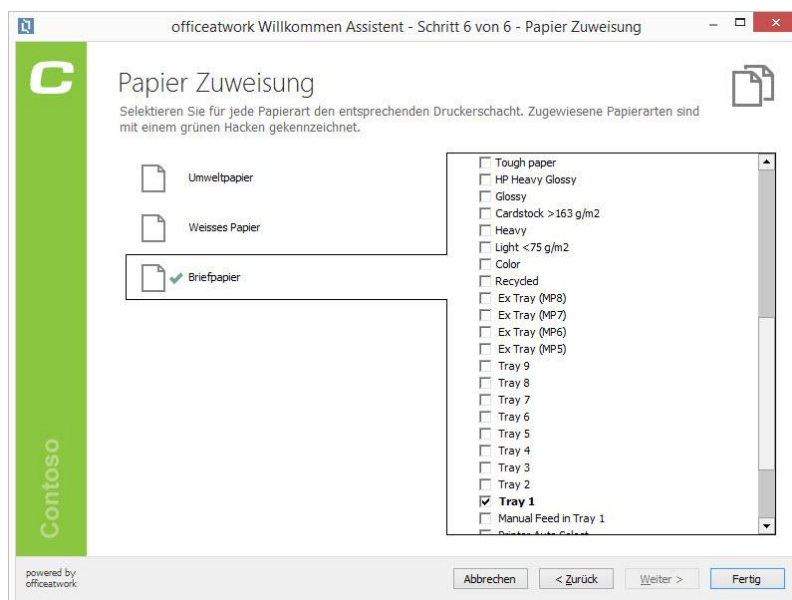 officeatwork Willkommen Assistent - Schritt 6 von 6 - Papier Zuweisung
C
Papier Zuweisung
Selektieren Sie für jede Papierart den entsprechenden Druckerschacht. Zugewiesene Papierarten sind
mit einem grünen Hacken gekennzeichnet.
Umweltpapier
Weisses Papier
Briefpapier
Tough paper
HP Heavy Glossy
Glossy
Cardstock >163 g/m2
Heavy
Light <75 g/m2
Color
Recycled
Ex Tray (MP8)
Ex Tray (MP7)
Ex Tray (MP6)
Ex Tray (MP5)
Tray 9
Tray 8
Tray 7
Tray 6
Tray 5
Tray 4
Tray 3
Tray 2
Tray 1
Manual Feed in Tray 1
Printer Auto Select
Contoso
powered by
officeatwork
Abbrechen
< Zurück
Weiter >
Fertig